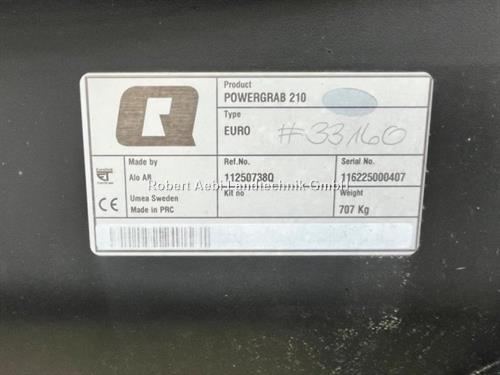 Product
POWERGRAB 210
Type
EURO
#33160
Made by
Alo AB
Umea Sweden
Made in PRC
Ref.No.
11250738Q
Kit no
Serial No.
116225000407
Weight
707 Kg
CE
Robert Aebi Landtechnik GmbH